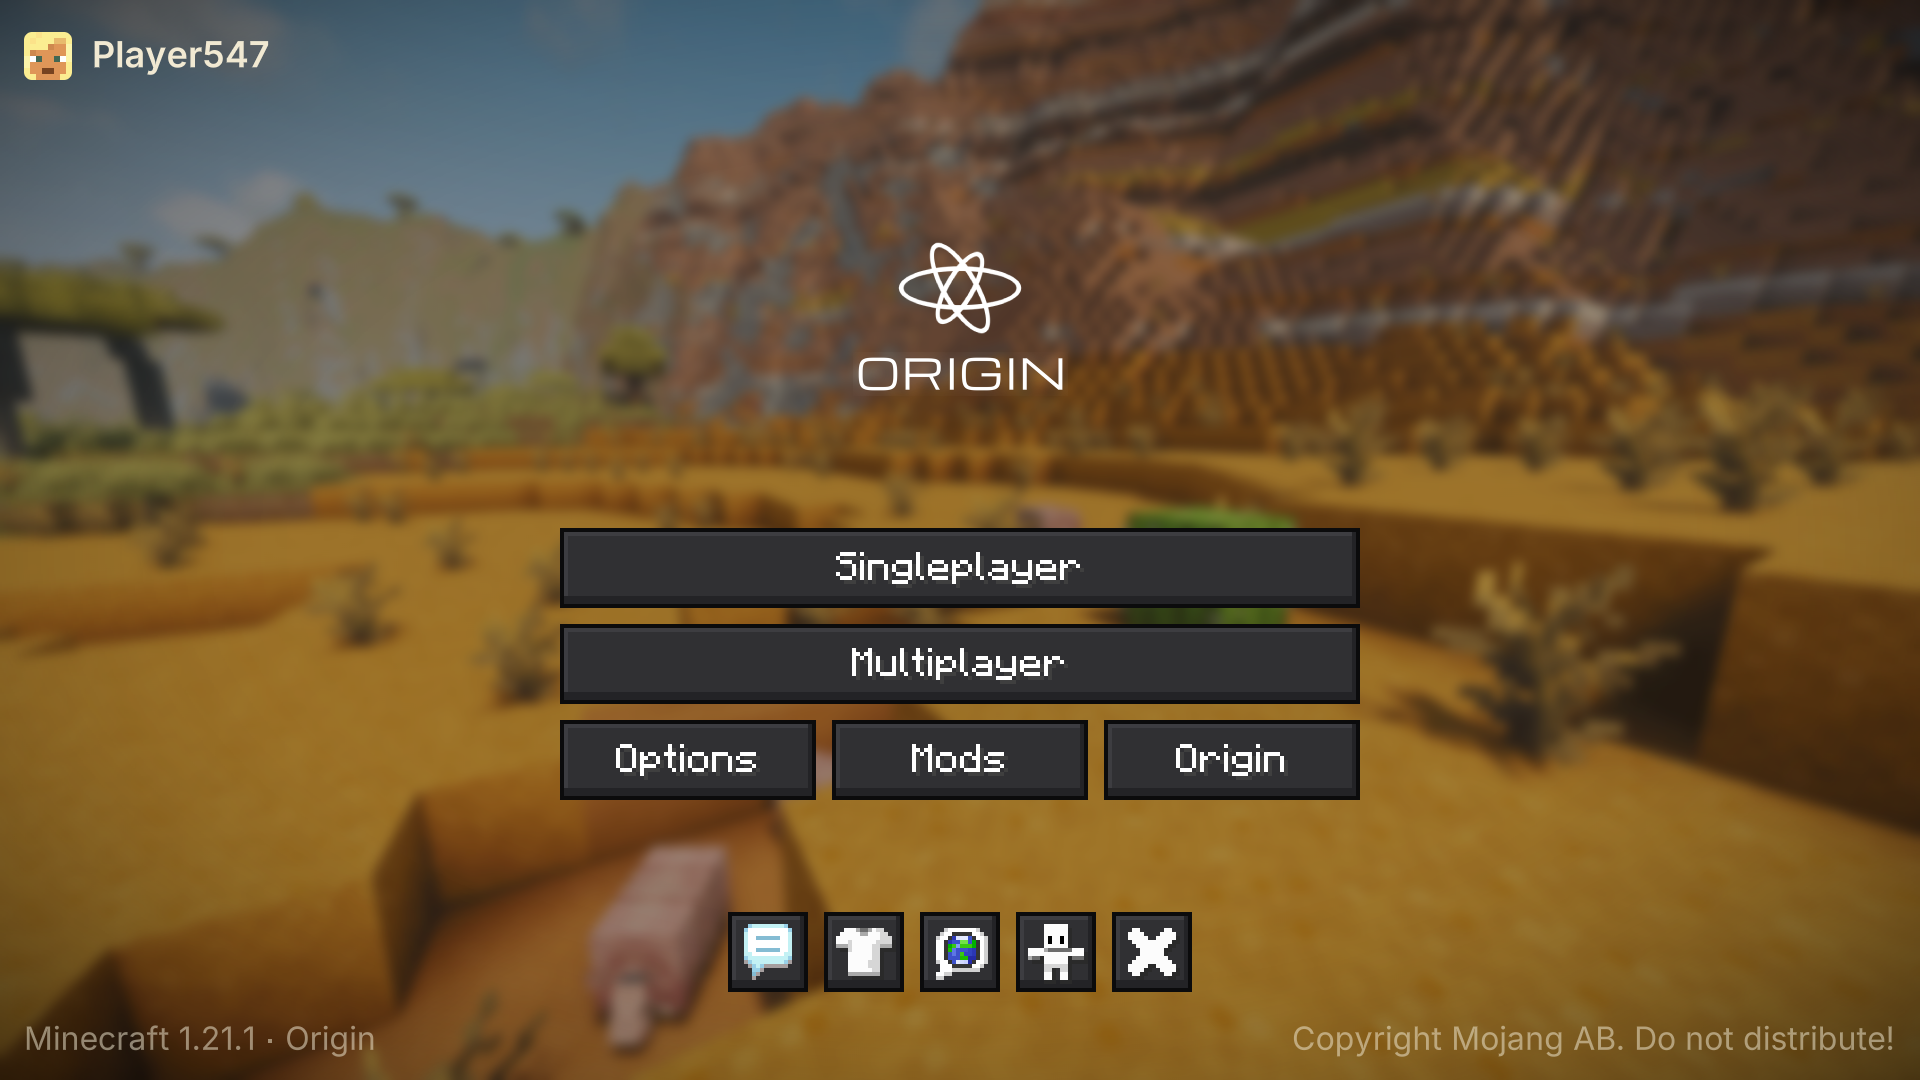 Player547
ORIGIN
Singleplayer
Multiplayer
Options
Mods
Origin
Minecraft 1.21.1 · Origin
Copyright Mojang AB. Do not distribute!